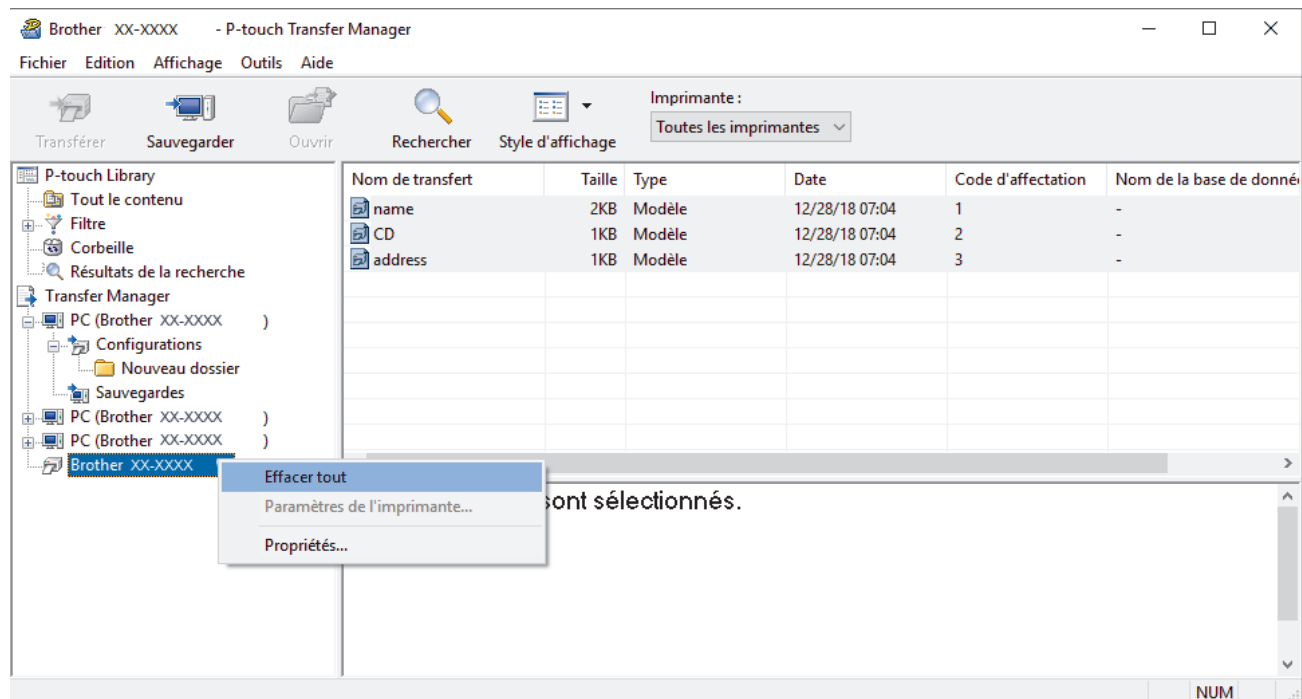 Brother XX-XXXX - P-touch Transfer Manager
Fichier Edition Affichage Outils Aide
Transférer Sauvegarder Ouvrir Rechercher Style d'affichage
Imprimante :
Toutes les imprimantes
P-touch Library
Tout le contenu
Filtre
Corbeille
Résultats de la recherche
Transfer Manager
PC (Brother XX-XXXX )
Configurations
Nouveau dossier
Sauvegardes
PC (Brother XX-XXXX )
PC (Brother XX-XXXX )
Brother XX-XXXX
Nom de transfert Taille Type Date Code d'affectation Nom de la base de donné
name 2KB Modèle 12/28/18 07:04 1 -
CD 1KB Modèle 12/28/18 07:04 2 -
address 1KB Modèle 12/28/18 07:04 3 -
Effacer tout
Paramètres de l'imprimante...
Propriétés...
sont sélectionnés.
NUM